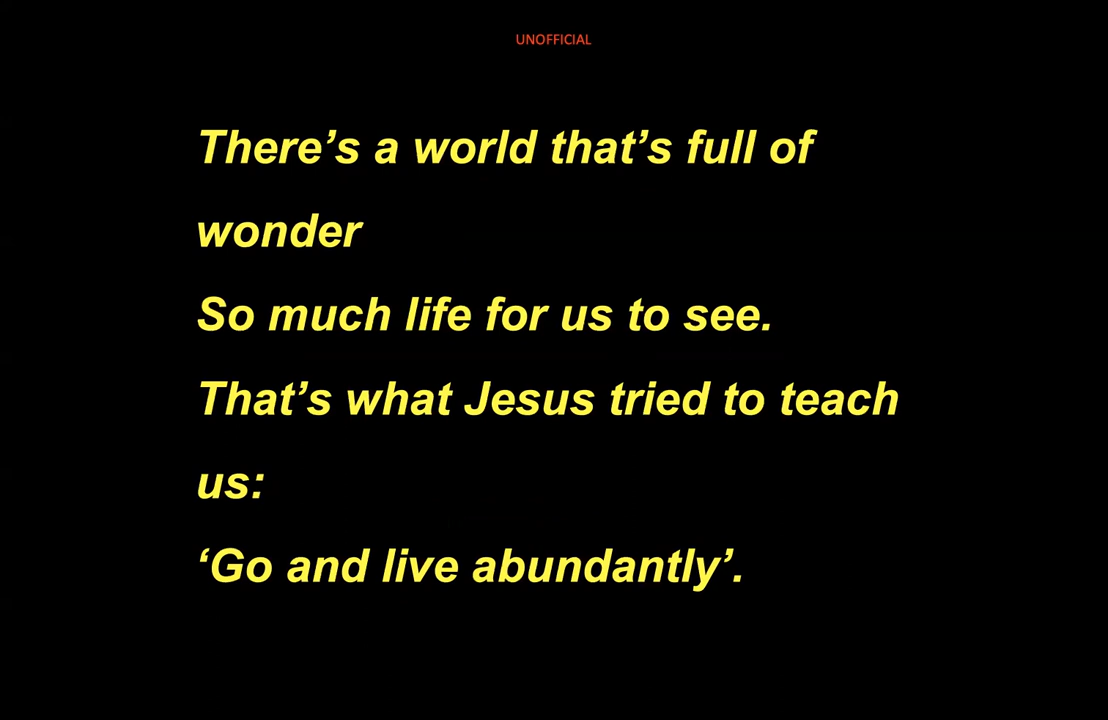 UNOFFICIAL
There’s a world that’s full of
wonder
So much life for us to see.
That’s what Jesus tried to teach
us:
‘Go and live abundantly’.